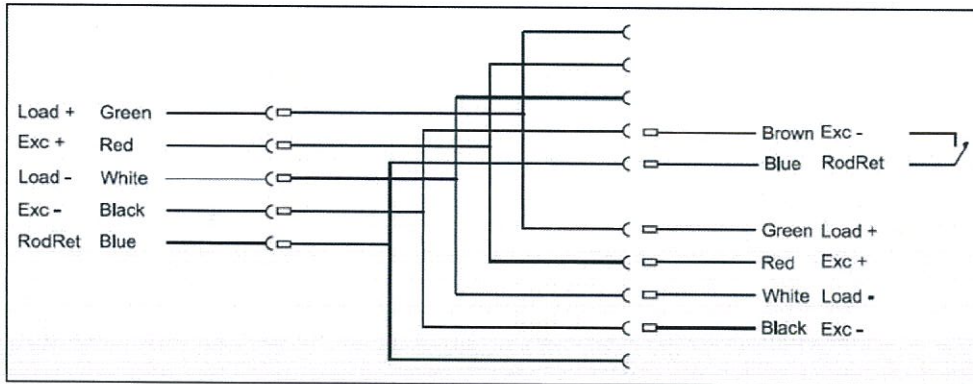 Load + Green
Exc + Red
Load - White
Exc - Black
RodRet Blue
Brown Exc -
Blue RodRet
Green Load +
Red Exc +
White Load -
Black Exc -